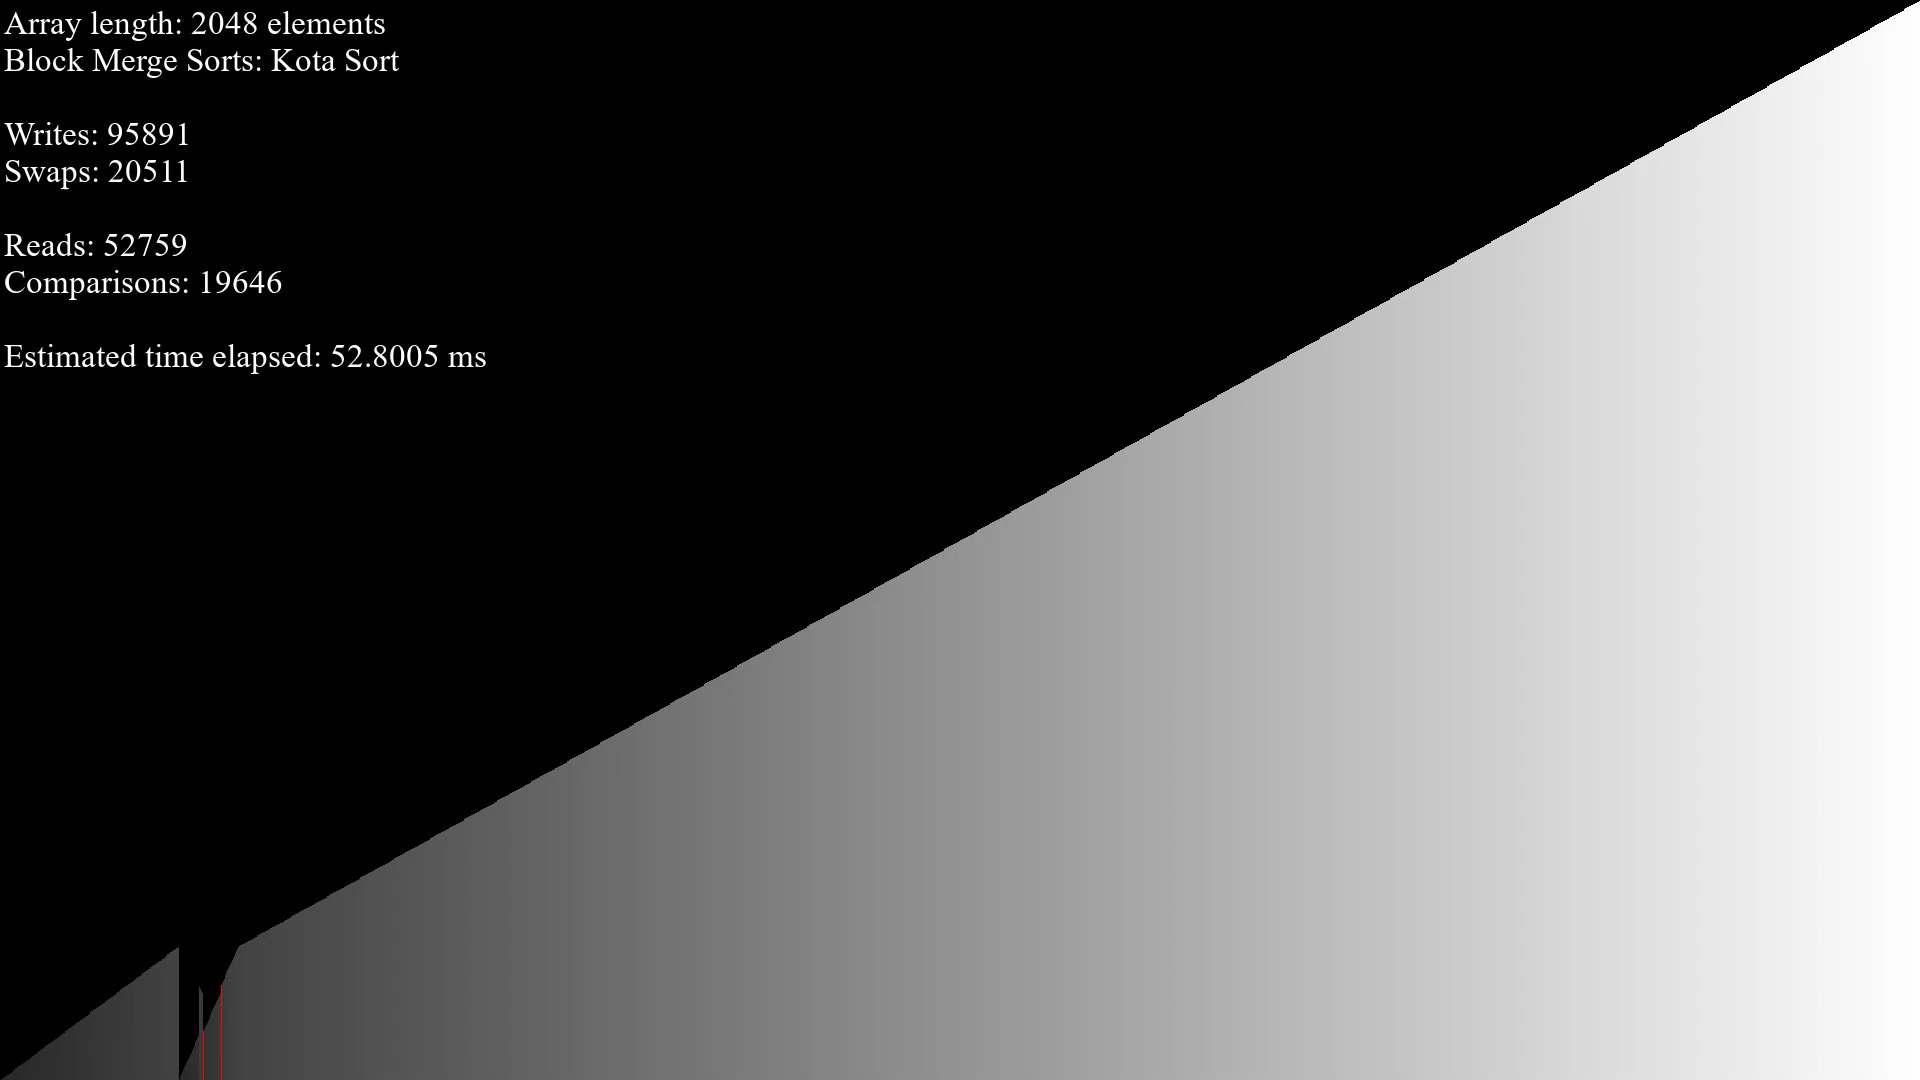 Array length: 2048 elements
Block Merge Sorts: Kota Sort
Writes: 95891
Swaps: 20511
Reads: 52759
Comparisons: 19646
Estimated time elapsed: 52.8005 ms